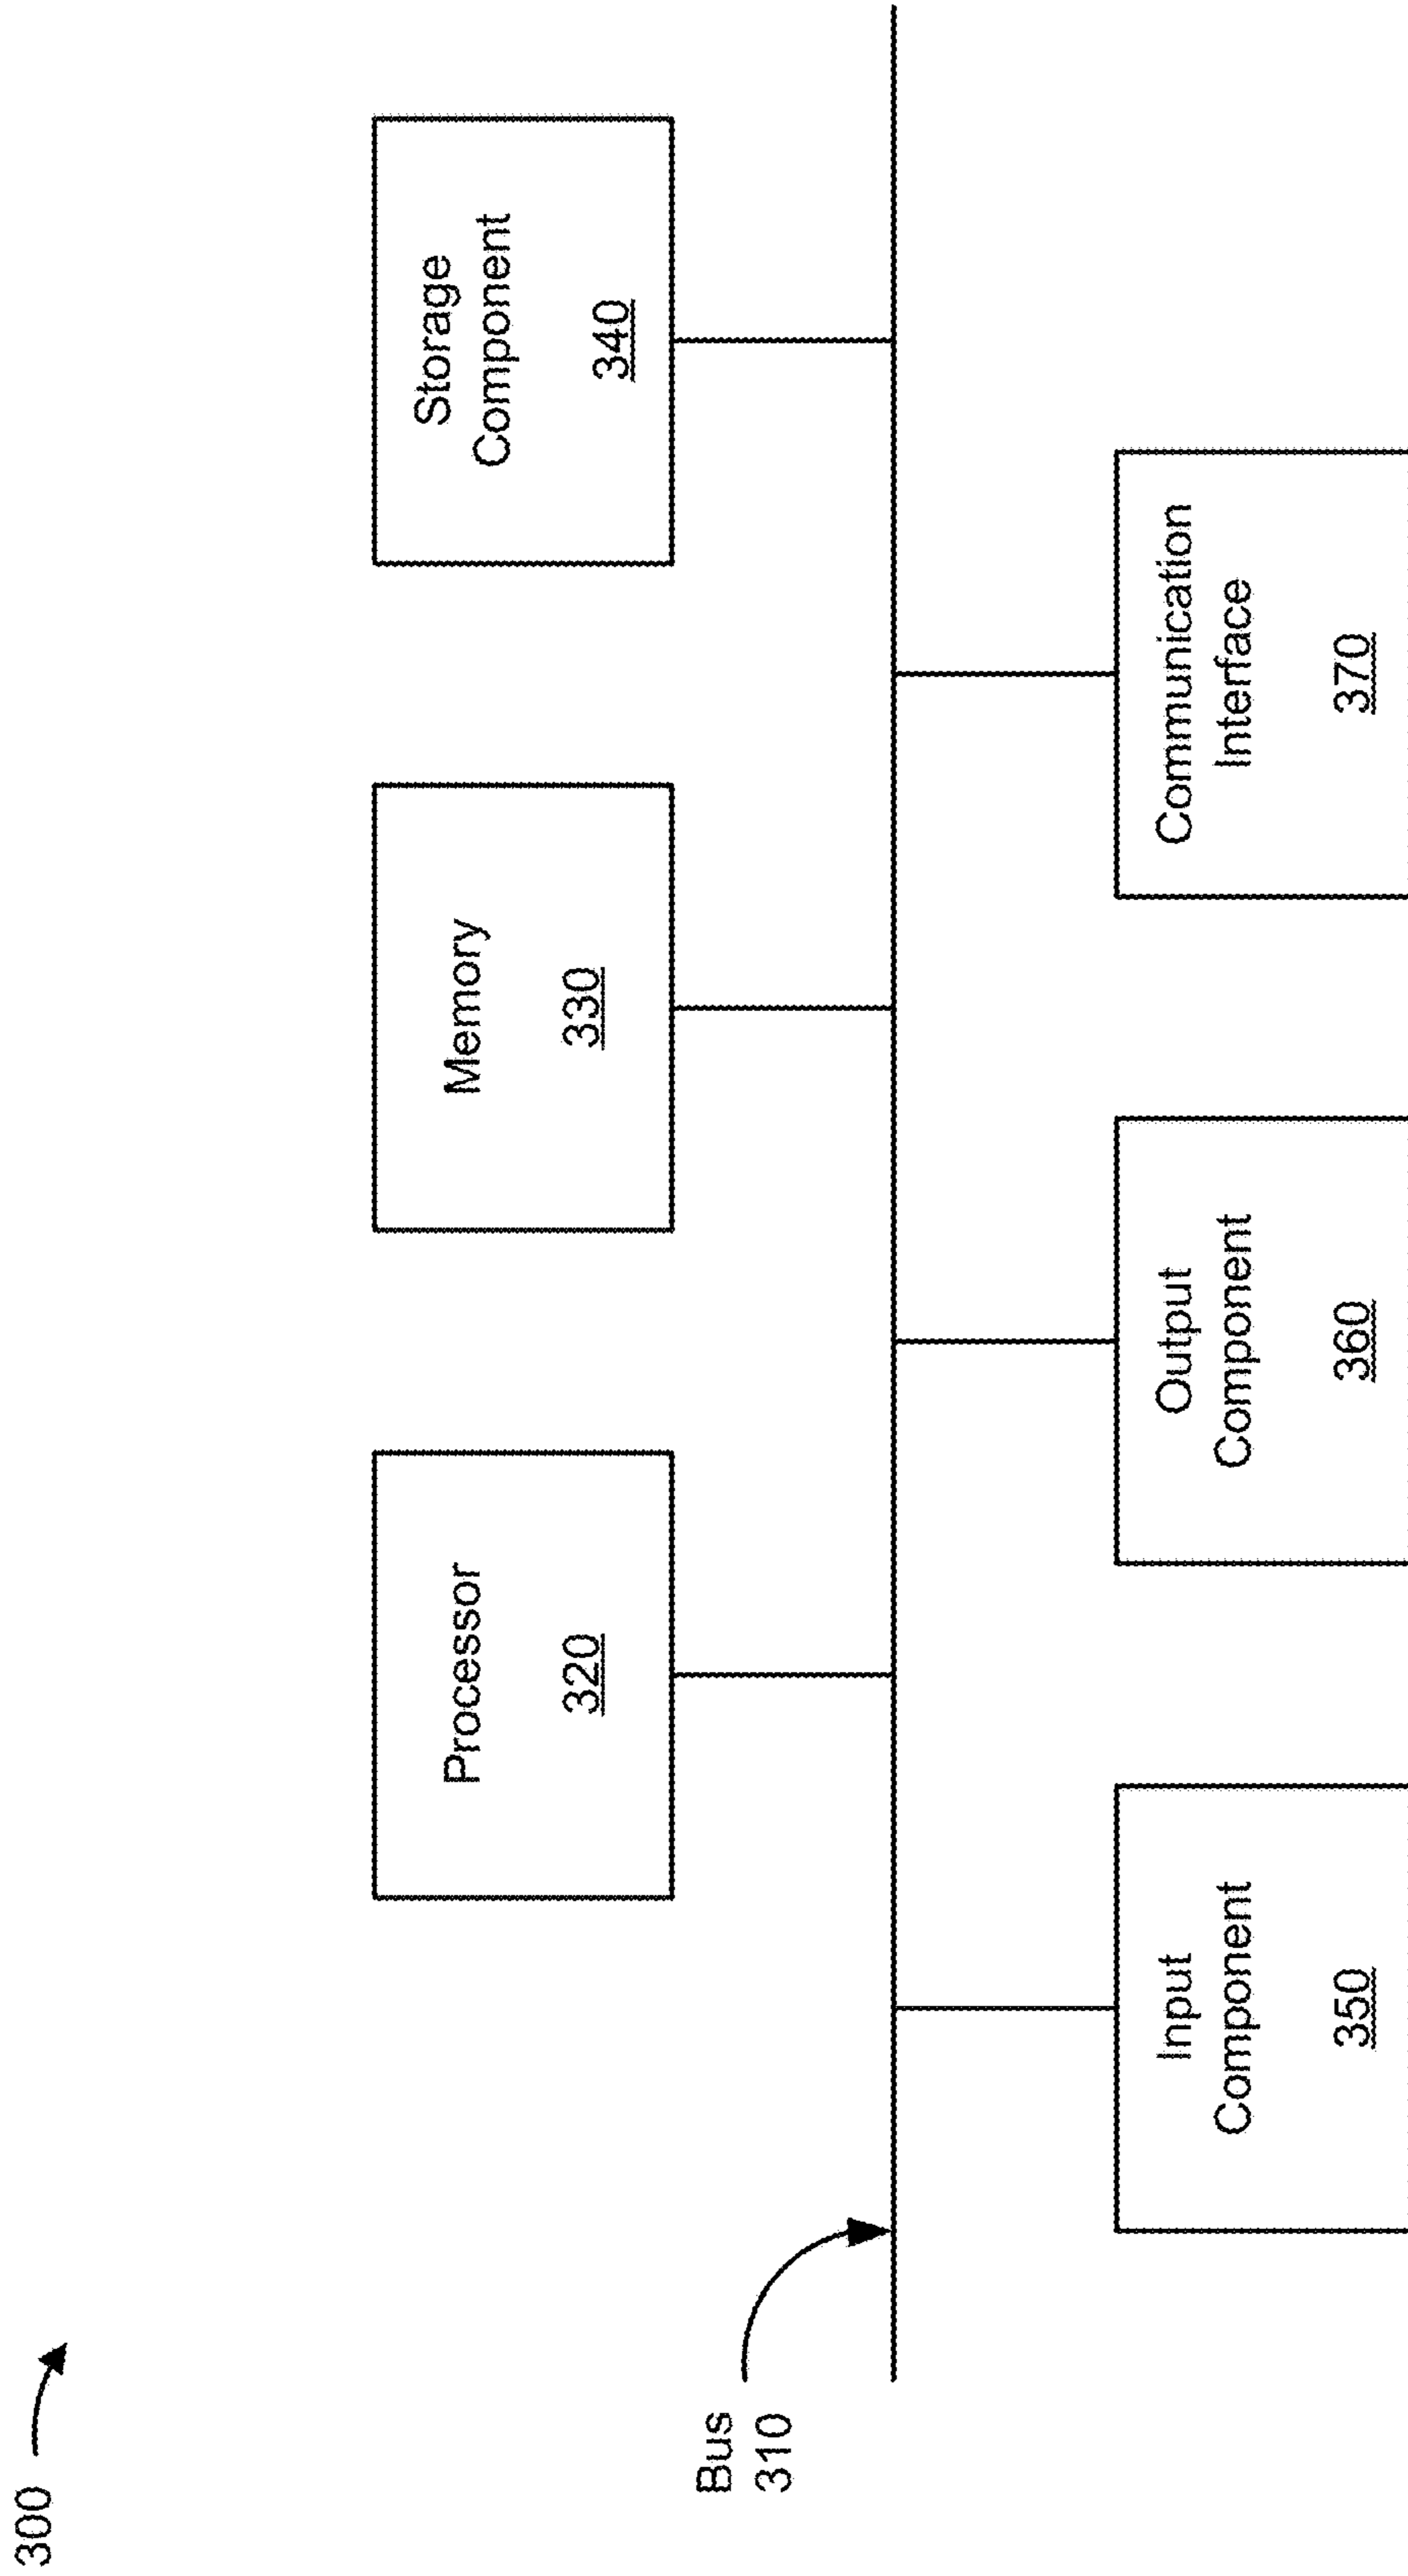 300
Processor
320
Memory
330
Storage
Component
340
Bus
310
Input
Component
350
Output
Component
360
Communication
Interface
370